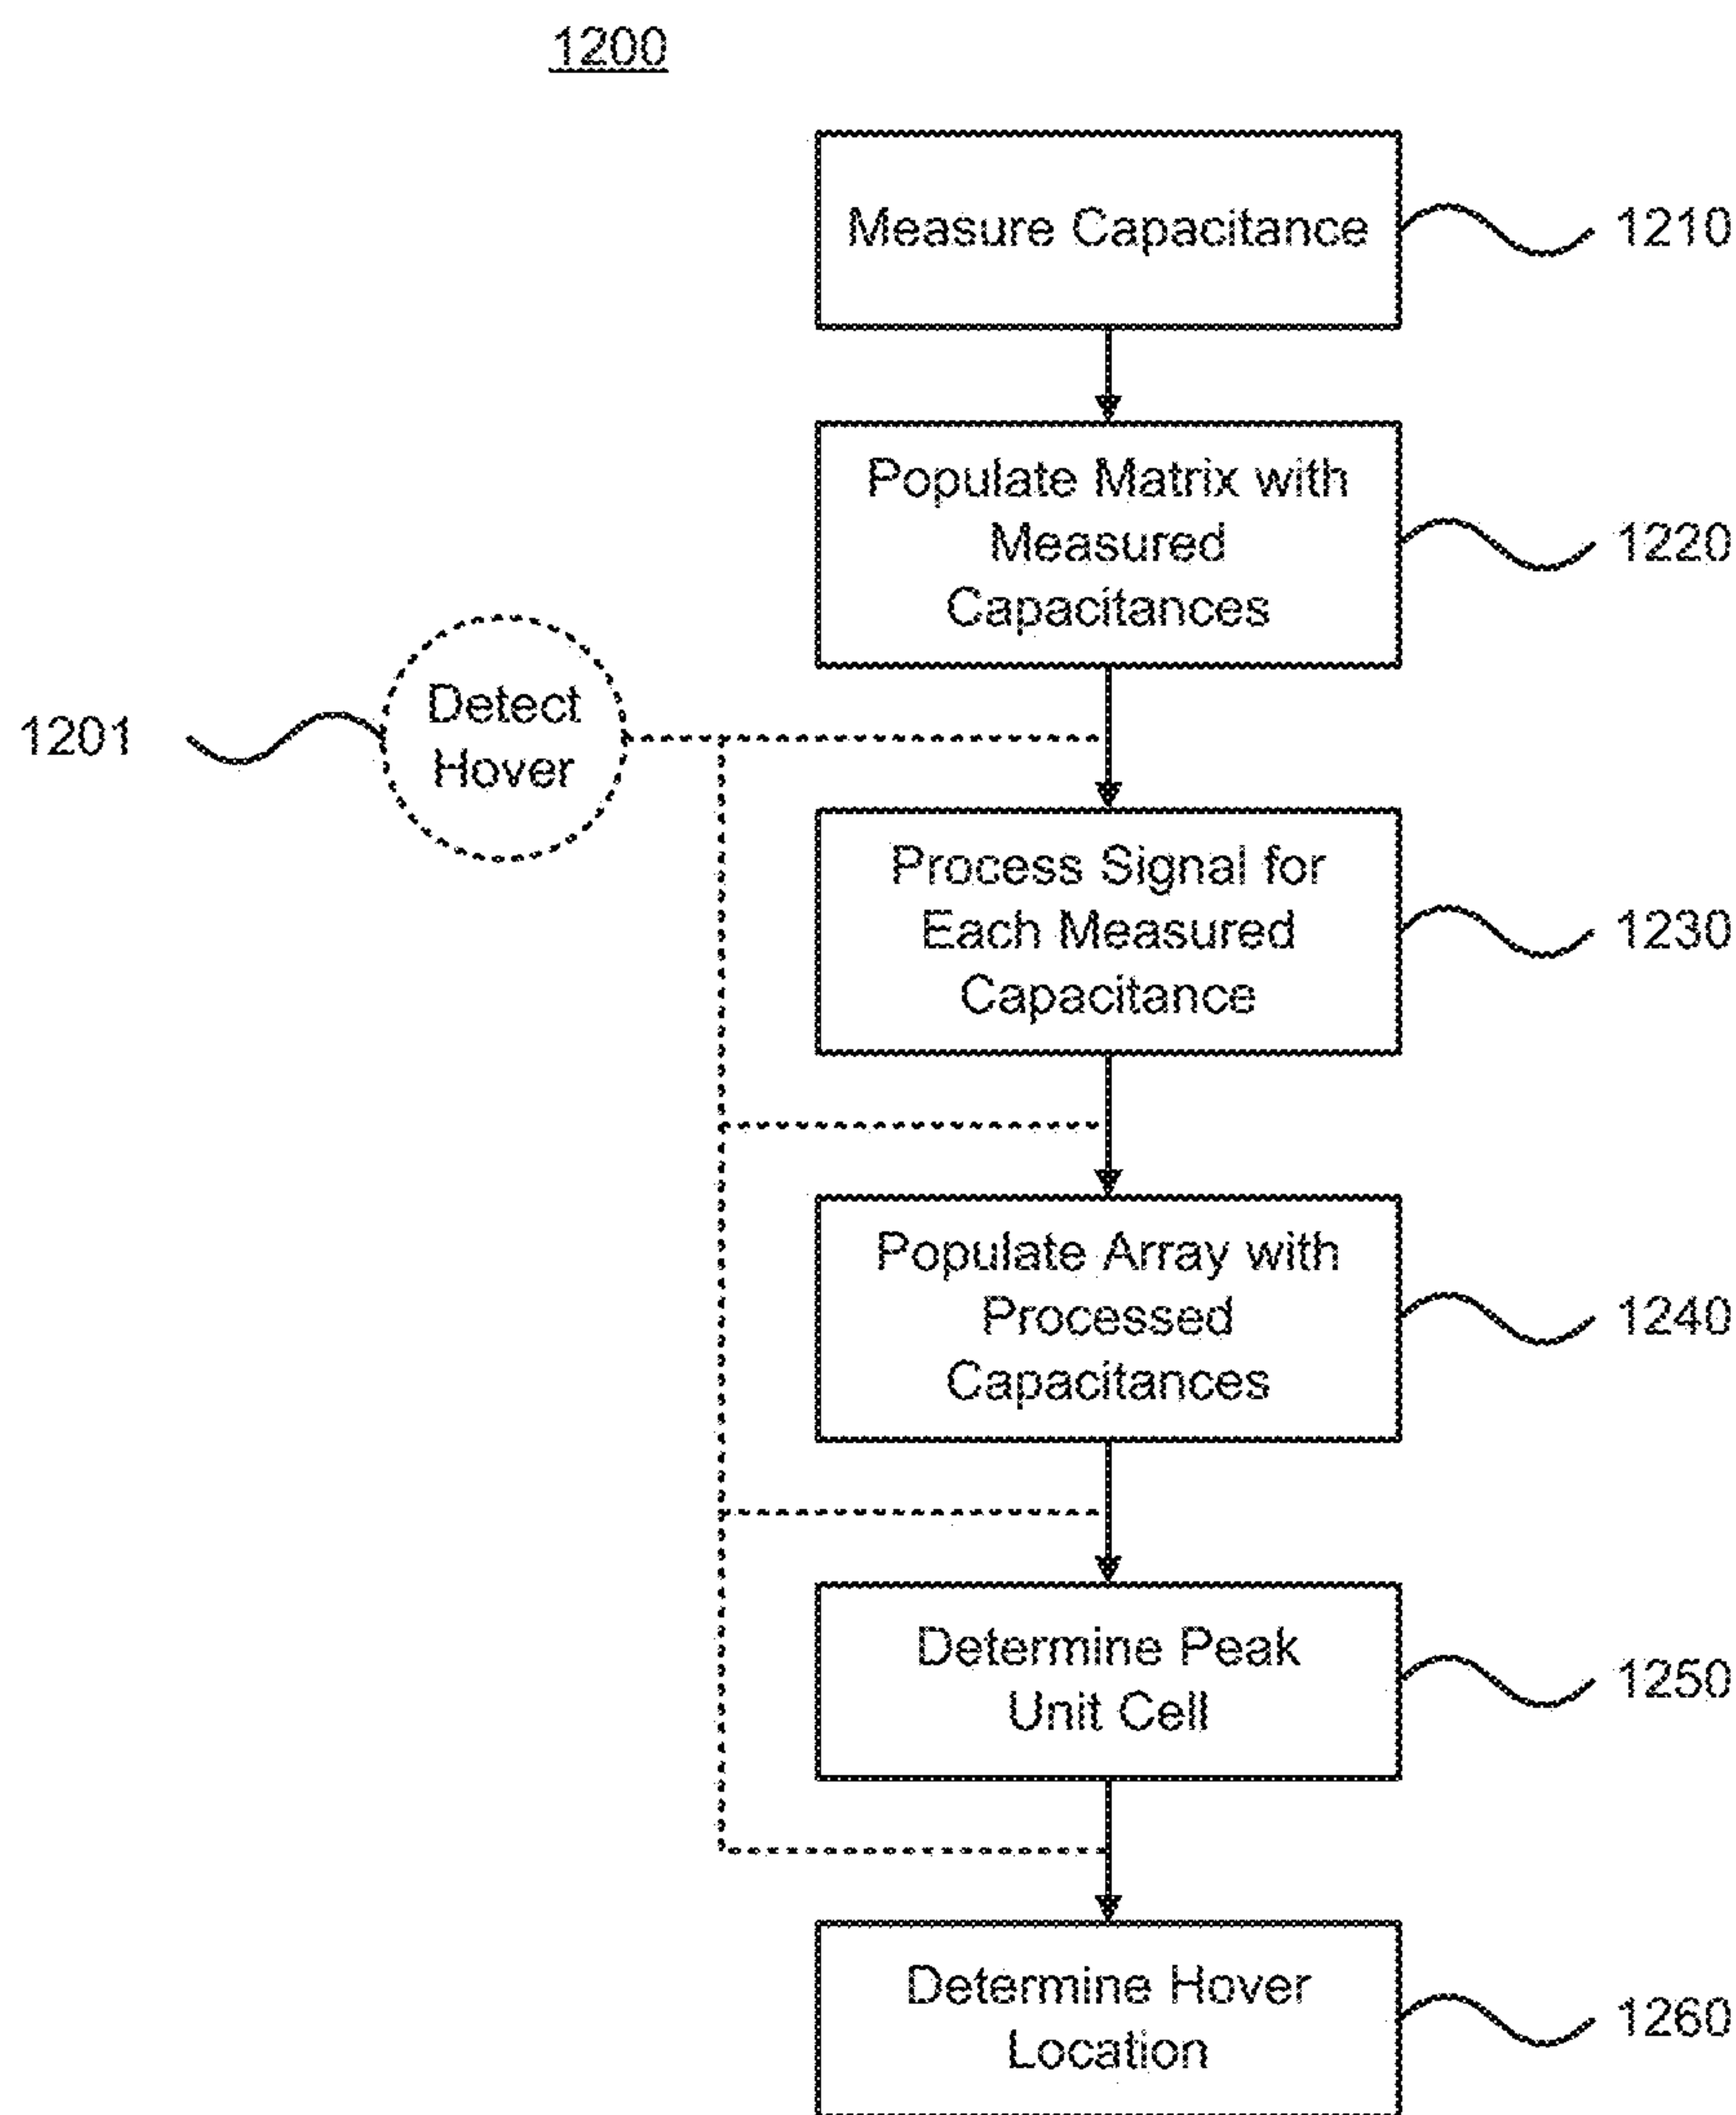 1200
Measure Capacitance
1210
Populate Matrix with
Measured
Capacitances
1220
Detect
Hover
1201
Process Signal for
Each Measured
Capacitance
1230
Populate Array with
Processed
Capacitances
1240
Determine Peak
Unit Cell
1250
Determine Hover
Location
1260